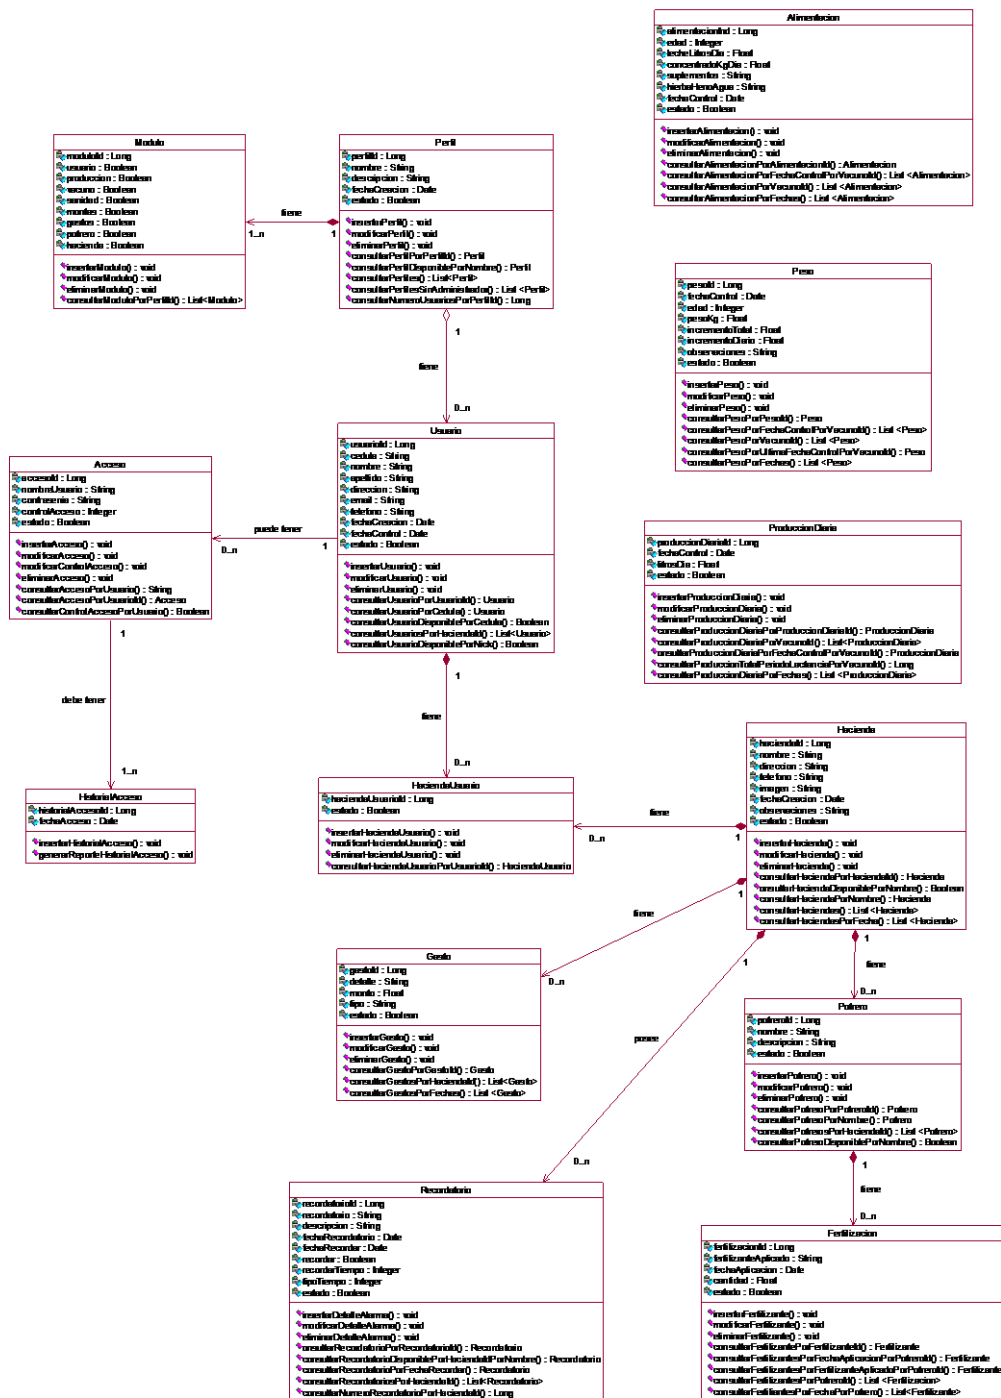 Alimentacion
alimentacionInd : Long
edad : Integer
lecheLitrosDia : Float
concentradoKgDia : Float
suplementos : String
hierbaHenoAgua : String
fechaControl : Date
estado : Boolean
insertarAlimentacion() : void
modificarAlimentacion() : void
eliminarAlimentacion() : void
consultarAlimentacionPorAlimentacionId() : Alimentacion
consultarAlimentacionPorFechaControlPorVacunoId() : List <Alimentacion>
consultarAlimentacionPorVacunoId() : List <Alimentacion>
consultarAlimentacionPorFechas() : List <Alimentacion>
Modulo
moduloId : Long
usuario : Boolean
produccion : Boolean
vacuno : Boolean
sanidad : Boolean
montas : Boolean
gastos : Boolean
potrero : Boolean
hacienda : Boolean
insertarModulo() : void
modificarModulo() : void
eliminarModulo() : void
consultarModuloPorPerfilId() : List<Modulo>
tiene
1..n
1
Perfil
perfilId : Long
nombre : String
descripcion : String
fechaCreacion : Date
estado : Boolean
insertarPerfil() : void
modificarPerfil() : void
eliminarPerfil() : void
consultarPerfilPorPerfilId() : Perfil
consultarPerfilDisponiblePorNombre() : Perfil
consultarPerfiles() : List<Perfil>
consultarPerfilesSinAdministrador() : List <Perfil>
consultarNumeroUsuariosPorPerfilId() : Long
1
tiene
0..n
Peso
pesoId : Long
fechaControl : Date
edad : Integer
pesoKg : Float
incrementoTotal : Float
incrementoDiario : Float
observaciones : String
estado : Boolean
insertarPeso() : void
modificarPeso() : void
eliminarPeso() : void
consultarPesoPorPesoId() : Peso
consultarPesoPorFechaControlPorVacunoId() : List <Peso>
consultarPesoPorVacunoId() : List <Peso>
consultarPesoPorUltimaFechaControlPorVacunoId() : Peso
consultarPesoPorFechas() : List <Peso>
Usuario
usuarioId : Long
cedula : String
nombre : String
apellido : String
direccion : String
email : String
telefono : String
fechaCreacion : Date
fechaControl : Date
estado : Boolean
insertarUsuario() : void
modificarUsuario() : void
eliminarUsuario() : void
consultarUsuarioPorUsuarioId() : Usuario
consultarUsuarioPorCedula() : Usuario
consultarUsuarioDisponiblePorCedula() : Boolean
consultarUsuariosPorHaciendaId() : List<Usuario>
consultarUsuarioDisponiblePorNick() : Boolean
Acceso
accesoId : Long
nombreUsuario : String
contrasenia : String
controlAcceso : Integer
estado : Boolean
insertarAcceso() : void
modificarAcceso() : void
modificarControlAcceso() : void
eliminarAcceso() : void
consultarAccesoPorUsuario() : String
consultarAccesoPorUsuarioId() : Acceso
consultarControlAccesoPorUsuario() : Boolean
puede tener
0..n
1
1
debe tener
1..n
ProduccionDiaria
produccionDiariaId : Long
fechaControl : Date
litrosDia : Float
estado : Boolean
insertarProduccionDiaria() : void
modificarProduccionDiaria() : void
eliminarProduccionDiaria() : void
consultarProduccionDiariaPorProduccionDiariaId() : ProduccionDiaria
consultarProduccionDiariaPorVacunoId() : List<ProduccionDiaria>
onsultarProduccionDiariaPorFechaControlPorVacunoId() : ProduccionDiaria
consultarProduccionTotalPeriodoLactanciaPorVacunoId() : Long
consultarProduccionDiariaPorFechas() : List <ProduccionDiaria>
1
tiene
0..n
HistorialAcceso
historialAccesoId : Long
fechaAcceso : Date
insertarHistorialAcceso() : void
generarReporteHistorialAcceso() : void
HaciendaUsuario
haciendaUsuarioId : Long
estado : Boolean
insertarHaciendaUsuario() : void
modificarHaciendaUsuario() : void
eliminarHaciendaUsuario() : void
consultarHaciendaUsuarioPorUsuarioId() : HaciendaUsuario
tiene
0..n
1
Hacienda
haciendaId : Long
nombre : String
direccion : String
telefono : String
imagen : String
fechaCreacion : Date
observaciones : String
estado : Boolean
insertarHacienda() : void
modificarHacienda() : void
eliminarHacienda() : void
consultarHaciendaPorHaciendaId() : Hacienda
onsultarHaciendaDisponiblePorNombre() : Boolean
consultarHaciendaPorNombre() : Hacienda
consultarHaciendas() : List <Hacienda>
consultarHaciendasPorFecha() : List <Hacienda>
1
tiene
0..n
1
posee
0..n
1
tiene
0..n
Gasto
gastoId : Long
detalle : String
monto : Float
tipo : String
estado : Boolean
insertarGasto() : void
modificarGasto() : void
eliminarGasto() : void
consultarGastoPorGastoId() : Gasto
consultarGastosPorHaciendaId() : List<Gasto>
consultarGastosPorFechas() : List <Gasto>
Potrero
potreroId : Long
nombre : String
descripcion : String
estado : Boolean
insertarPotrero() : void
modificarPotrero() : void
eliminarPotrero() : void
consultarPotreroPorPotreroId() : Potrero
consultarPotreroPorNombre() : Potrero
consultarPotrerosPorHaciendaId() : List <Potrero>
consultarPotreroDisponiblePorNombre() : Boolean
1
tiene
0..n
Recordatorio
recordatorioId : Long
recordatorio : String
descripcion : String
fechaRecordatorio : Date
fechaRecordar : Date
recordar : Boolean
recordarTiempo : Integer
tipoTiempo : Integer
estado : Boolean
insertarDetalleAlarma() : void
modificarDetalleAlarma() : void
eliminarDetalleAlarma() : void
onsultarRecordatorioPorRecordatorioId() : Recordatorio
consultarRecordatorioDisponiblePorHaciendaIdPorNombre() : Recordatorio
consultarRecordatorioPorFechaRecordar() : Recordatorio
consultarRecordatoriosPorHaciendaId() : List<Recordatorio>
consultarNumeroRecordatorioPorHaciendaId() : Long
Fertilizacion
fertilizacionId : Long
fertilizanteAplicado : String
fechaAplicacion : Date
cantidad : Float
estado : Boolean
insertarFertilizante() : void
modificarFertilizante() : void
eliminarFertilizante() : void
consultarFertilizantePorFertilizanteId() : Fertilizante
consultarFertilizantesPorFechaAplicacionPorPotreroId() : Fertilizante
consultarFertilizantesPorFertilizanteAplicadoPorPotrero() : Fertilizante
consultarFertilizantesPorPotreroId() : List <Fertilizacion>
consultarFertiliantesPorFechaPorPotrero() : List<Fertilizante>